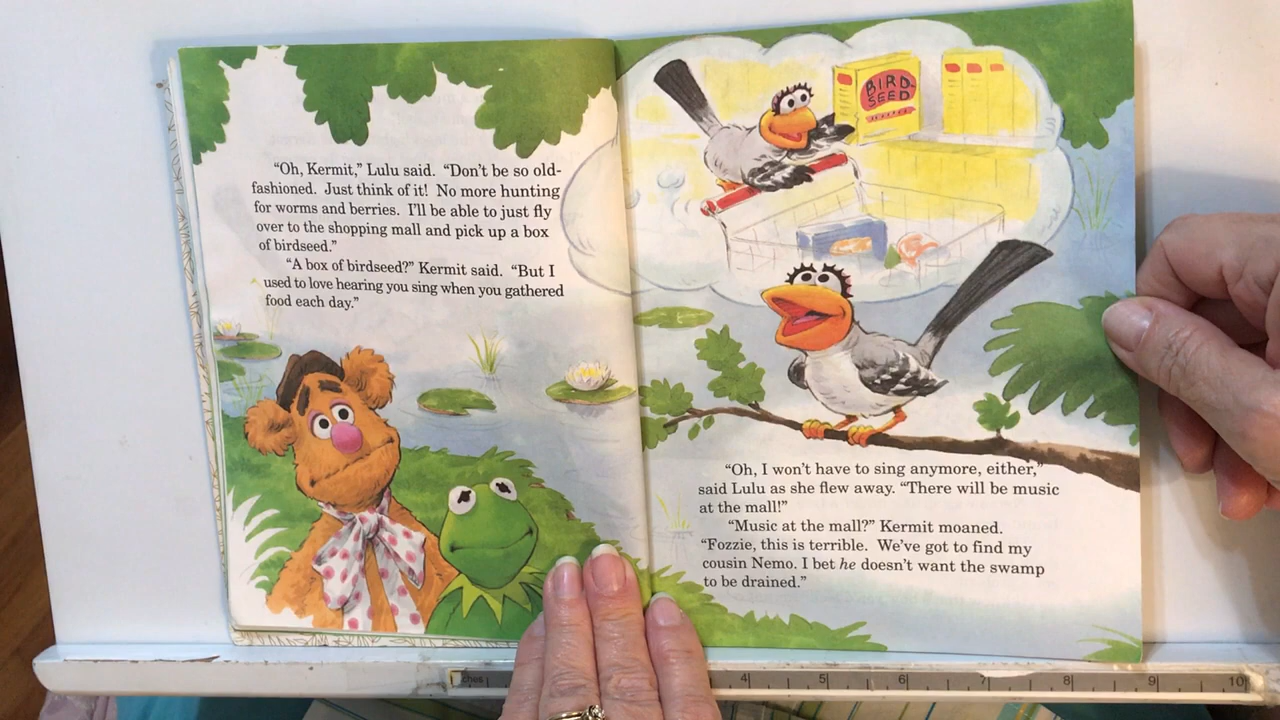 “Oh, Kermit,” Lulu said. “Don’t be so old-
fashioned. Just think of it! No more hunting
for worms and berries. I’ll be able to just fly
over to the shopping mall and pick up a box
of birdseed.”
“A box of birdseed?” Kermit said. “But I
used to love hearing you sing when you gathered
food each day.”
BIRD-
SEED
“Oh, I won’t have to sing anymore, either,”
said Lulu as she flew away. “There will be music
at the mall!”
“Music at the mall?” Kermit moaned.
“Fozzie, this is terrible. We’ve got to find my
cousin Nemo. I bet he doesn’t want the swamp
to be drained.”
ches 4 5 6 7 8 9 10